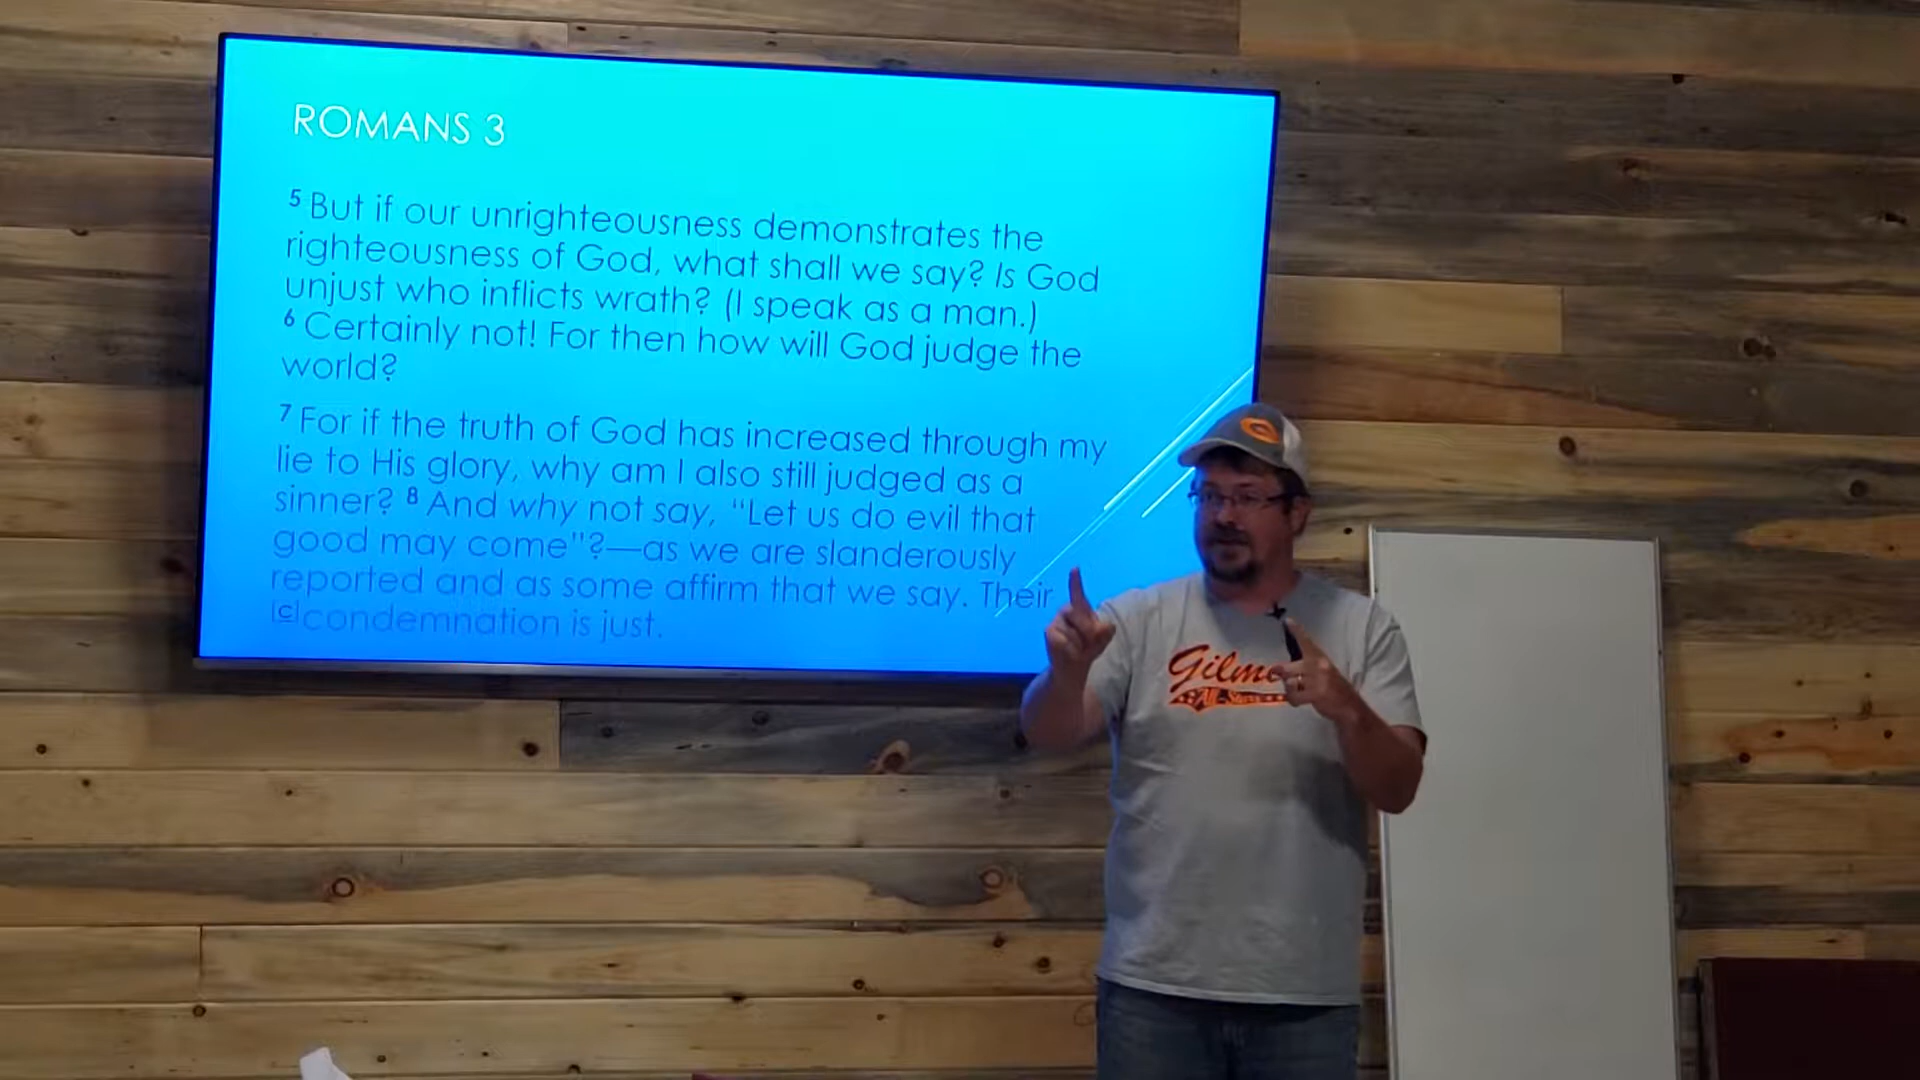 ROMANS 3
5 But if our unrighteousness demonstrates the
righteousness of God, what shall we say? Is God
unjust who inflicts wrath? (I speak as a man.)
6 Certainly not! For then how will God judge the
world?
7 For if the truth of God has increased through my
lie to His glory, why am I also still judged as a
sinner? 8 And why not say, "Let us do evil that
good may come"?—as we are slanderously
reported and as some affirm that we say. Their
[c]condemnation is just.
Gilme
All-Stars